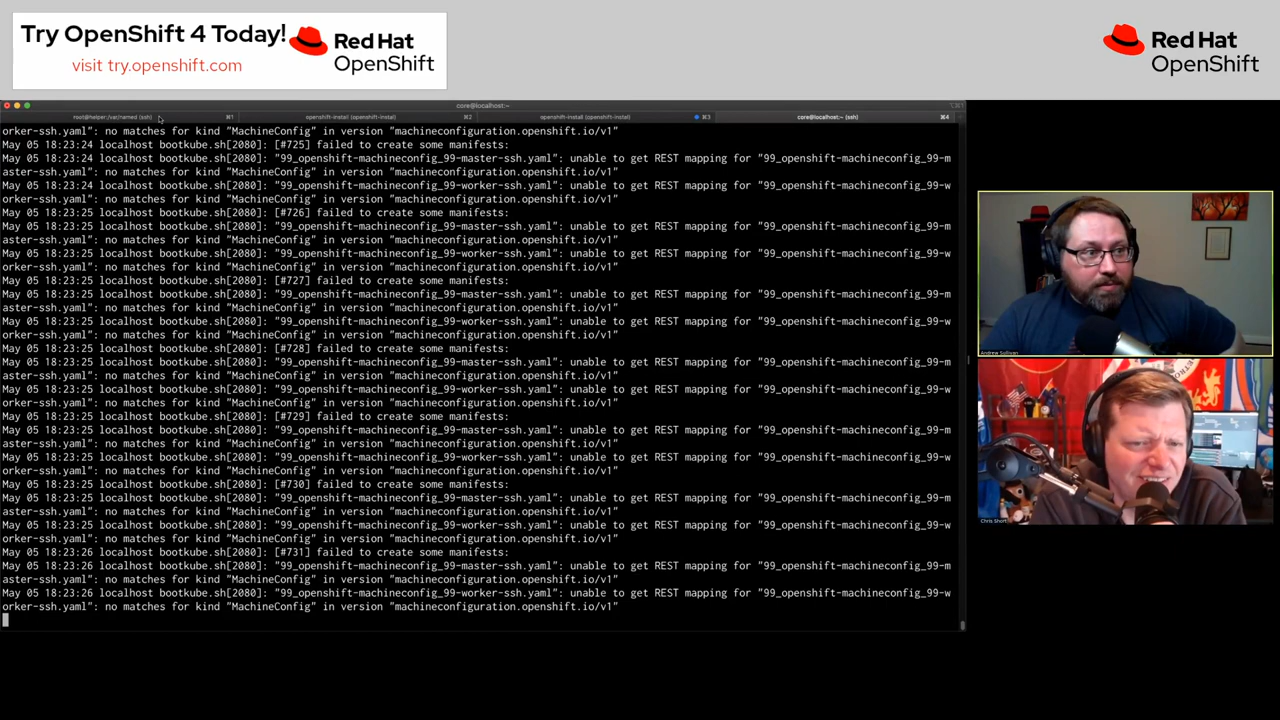 Try OpenShift 4 Today!
visit try.openshift.com
Red Hat
OpenShift
Red Hat
OpenShift
core@localhost:~
root@helper:/var/named (ssh)
⌘1
openshift-install (openshift-instal)
⌘2
openshift-install (openshift-instal)
⌘3
core@localhost:~ (ssh)
⌘4
orker-ssh.yaml": no matches for kind "MachineConfig" in version "machineconfiguration.openshift.io/v1"
May 05 18:23:24 localhost bootkube.sh[2080]: [#725] failed to create some manifests:
May 05 18:23:24 localhost bootkube.sh[2080]: "99_openshift-machineconfig_99-master-ssh.yaml": unable to get REST mapping for "99_openshift-machineconfig_99-m
aster-ssh.yaml": no matches for kind "MachineConfig" in version "machineconfiguration.openshift.io/v1"
May 05 18:23:24 localhost bootkube.sh[2080]: "99_openshift-machineconfig_99-worker-ssh.yaml": unable to get REST mapping for "99_openshift-machineconfig_99-w
orker-ssh.yaml": no matches for kind "MachineConfig" in version "machineconfiguration.openshift.io/v1"
May 05 18:23:25 localhost bootkube.sh[2080]: [#726] failed to create some manifests:
May 05 18:23:25 localhost bootkube.sh[2080]: "99_openshift-machineconfig_99-master-ssh.yaml": unable to get REST mapping for "99_openshift-machineconfig_99-m
aster-ssh.yaml": no matches for kind "MachineConfig" in version "machineconfiguration.openshift.io/v1"
May 05 18:23:25 localhost bootkube.sh[2080]: "99_openshift-machineconfig_99-worker-ssh.yaml": unable to get REST mapping for "99_openshift-machineconfig_99-w
orker-ssh.yaml": no matches for kind "MachineConfig" in version "machineconfiguration.openshift.io/v1"
May 05 18:23:25 localhost bootkube.sh[2080]: [#727] failed to create some manifests:
May 05 18:23:25 localhost bootkube.sh[2080]: "99_openshift-machineconfig_99-master-ssh.yaml": unable to get REST mapping for "99_openshift-machineconfig_99-m
aster-ssh.yaml": no matches for kind "MachineConfig" in version "machineconfiguration.openshift.io/v1"
May 05 18:23:25 localhost bootkube.sh[2080]: "99_openshift-machineconfig_99-worker-ssh.yaml": unable to get REST mapping for "99_openshift-machineconfig_99-w
orker-ssh.yaml": no matches for kind "MachineConfig" in version "machineconfiguration.openshift.io/v1"
May 05 18:23:25 localhost bootkube.sh[2080]: [#728] failed to create some manifests:
May 05 18:23:25 localhost bootkube.sh[2080]: "99_openshift-machineconfig_99-master-ssh.yaml": unable to get REST mapping for "99_openshift-machineconfig_99-m
aster-ssh.yaml": no matches for kind "MachineConfig" in version "machineconfiguration.openshift.io/v1"
May 05 18:23:25 localhost bootkube.sh[2080]: "99_openshift-machineconfig_99-worker-ssh.yaml": unable to get REST mapping for "99_openshift-machineconfig_99-w
orker-ssh.yaml": no matches for kind "MachineConfig" in version "machineconfiguration.openshift.io/v1"
May 05 18:23:25 localhost bootkube.sh[2080]: [#729] failed to create some manifests:
May 05 18:23:25 localhost bootkube.sh[2080]: "99_openshift-machineconfig_99-master-ssh.yaml": unable to get REST mapping for "99_openshift-machineconfig_99-m
aster-ssh.yaml": no matches for kind "MachineConfig" in version "machineconfiguration.openshift.io/v1"
May 05 18:23:25 localhost bootkube.sh[2080]: "99_openshift-machineconfig_99-worker-ssh.yaml": unable to get REST mapping for "99_openshift-machineconfig_99-w
orker-ssh.yaml": no matches for kind "MachineConfig" in version "machineconfiguration.openshift.io/v1"
May 05 18:23:25 localhost bootkube.sh[2080]: [#730] failed to create some manifests:
May 05 18:23:25 localhost bootkube.sh[2080]: "99_openshift-machineconfig_99-master-ssh.yaml": unable to get REST mapping for "99_openshift-machineconfig_99-m
aster-ssh.yaml": no matches for kind "MachineConfig" in version "machineconfiguration.openshift.io/v1"
May 05 18:23:25 localhost bootkube.sh[2080]: "99_openshift-machineconfig_99-worker-ssh.yaml": unable to get REST mapping for "99_openshift-machineconfig_99-w
orker-ssh.yaml": no matches for kind "MachineConfig" in version "machineconfiguration.openshift.io/v1"
May 05 18:23:26 localhost bootkube.sh[2080]: [#731] failed to create some manifests:
May 05 18:23:26 localhost bootkube.sh[2080]: "99_openshift-machineconfig_99-master-ssh.yaml": unable to get REST mapping for "99_openshift-machineconfig_99-m
aster-ssh.yaml": no matches for kind "MachineConfig" in version "machineconfiguration.openshift.io/v1"
May 05 18:23:26 localhost bootkube.sh[2080]: "99_openshift-machineconfig_99-worker-ssh.yaml": unable to get REST mapping for "99_openshift-machineconfig_99-w
orker-ssh.yaml": no matches for kind "MachineConfig" in version "machineconfiguration.openshift.io/v1"
Andrew Sullivan
Chris Short